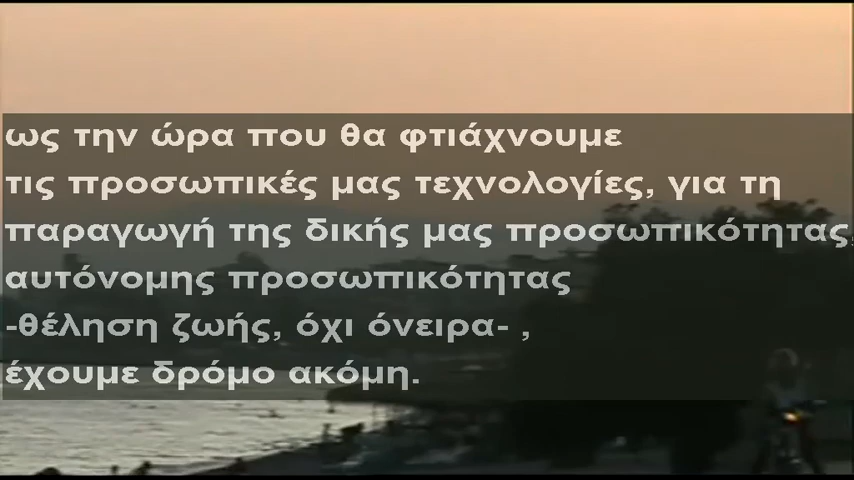 ως την ώρα που θα φτιάχνουμε
τις προσωπικές μας τεχνολογίες, για τη
παραγωγή της δικής μας προσωπικότητας,
αυτόνομης προσωπικότητας
-θέληση ζωής, όχι όνειρα- ,
έχουμε δρόμο ακόμη.